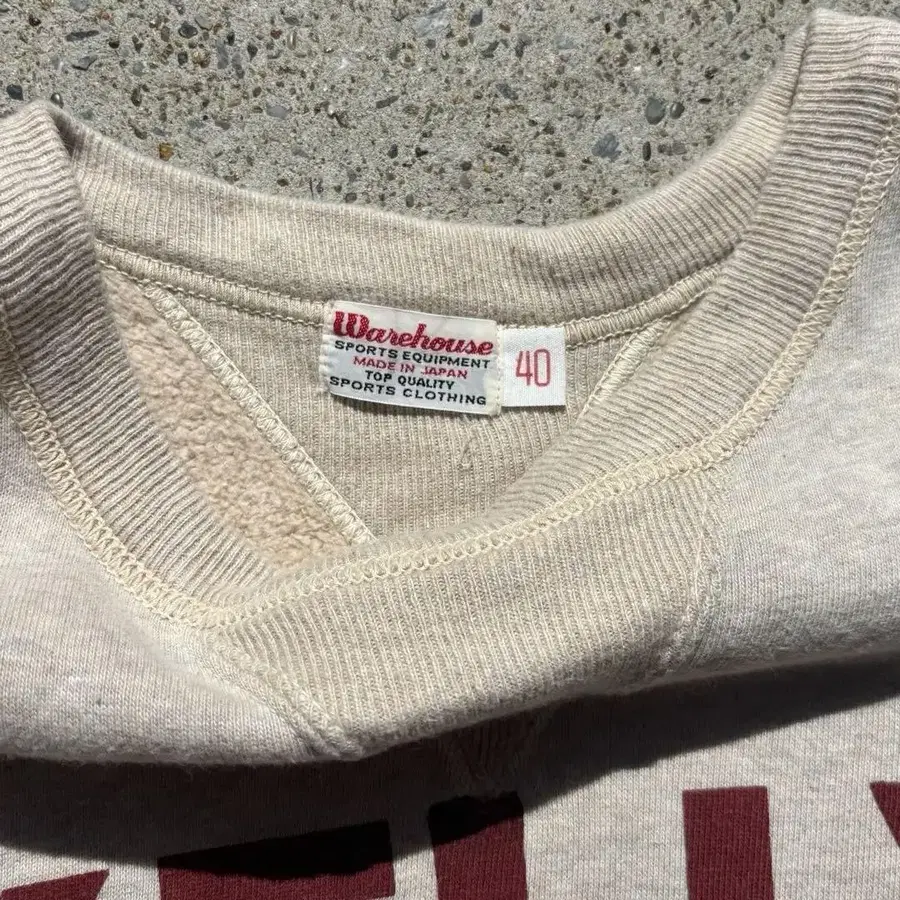 Warehouse
SPORTS EQUIPMENT
MADE IN JAPAN
TOP QUALITY
SPORTS CLOTHING
40